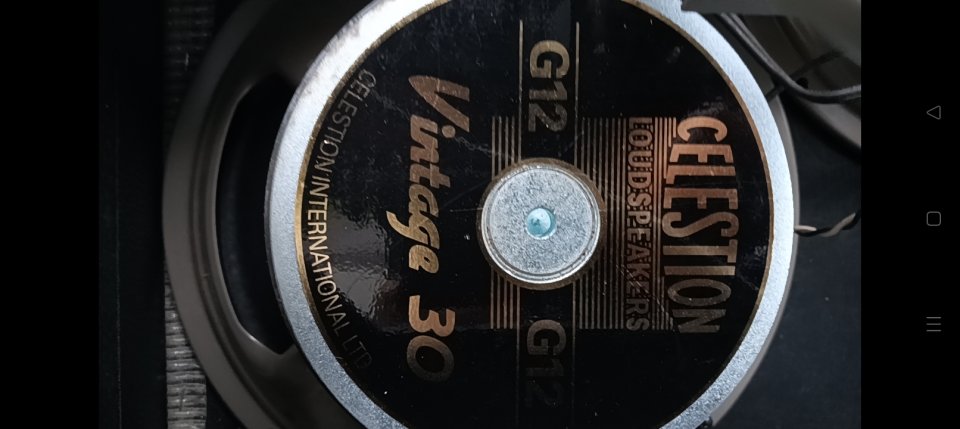 CELESTION
LOUDSPEAKERS
G12 G12
Vintage 30
CELESTION INTERNATIONAL LTD